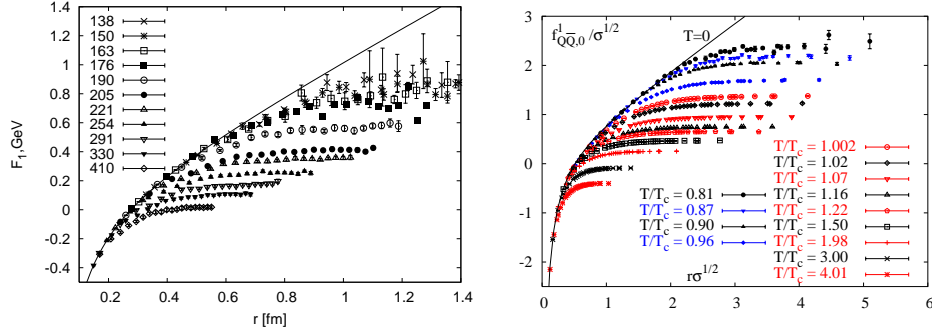 138
150
163
176
190
205
221
254
291
330
410
F₁, GeV
1.4
1.2
1
0.8
0.6
0.4
0.2
0
-0.2
-0.4
0.2 0.4 0.6 0.8 1 1.2 1.4
r [fm]
f¹_QQ̅,0 /σ^1/2
T=0
3
2
1
0
-1
-2
T/Tc = 0.81
T/Tc = 0.87
T/Tc = 0.90
T/Tc = 0.96
T/Tc = 1.002
T/Tc = 1.02
T/Tc = 1.07
T/Tc = 1.16
T/Tc = 1.22
T/Tc = 1.50
T/Tc = 1.98
T/Tc = 3.00
T/Tc = 4.01
rσ^1/2
0 1 2 3 4 5 6